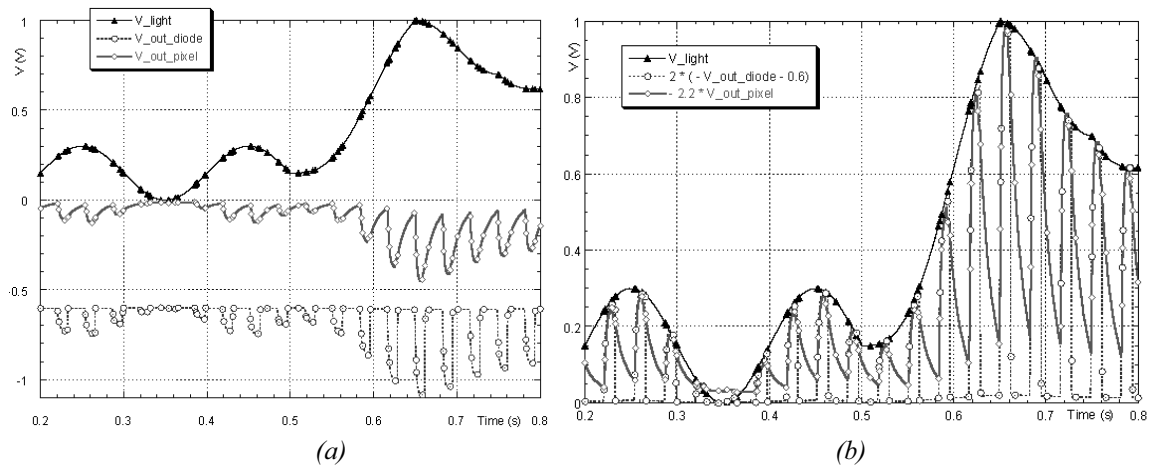 V_light
V_out_diode
V_out_pixel
V (V)
1
0.5
0
-0.5
-1
0.2
0.3
0.4
0.5
0.6
0.7
Time (s)
0.8
(a)
V_light
2 * ( - V_out_diode - 0.6)
- 2.2 * V_out_pixel
V (V)
1
0.8
0.6
0.4
0.2
0
0.2
0.3
0.4
0.5
0.6
0.7
Time (s)
0.8
(b)